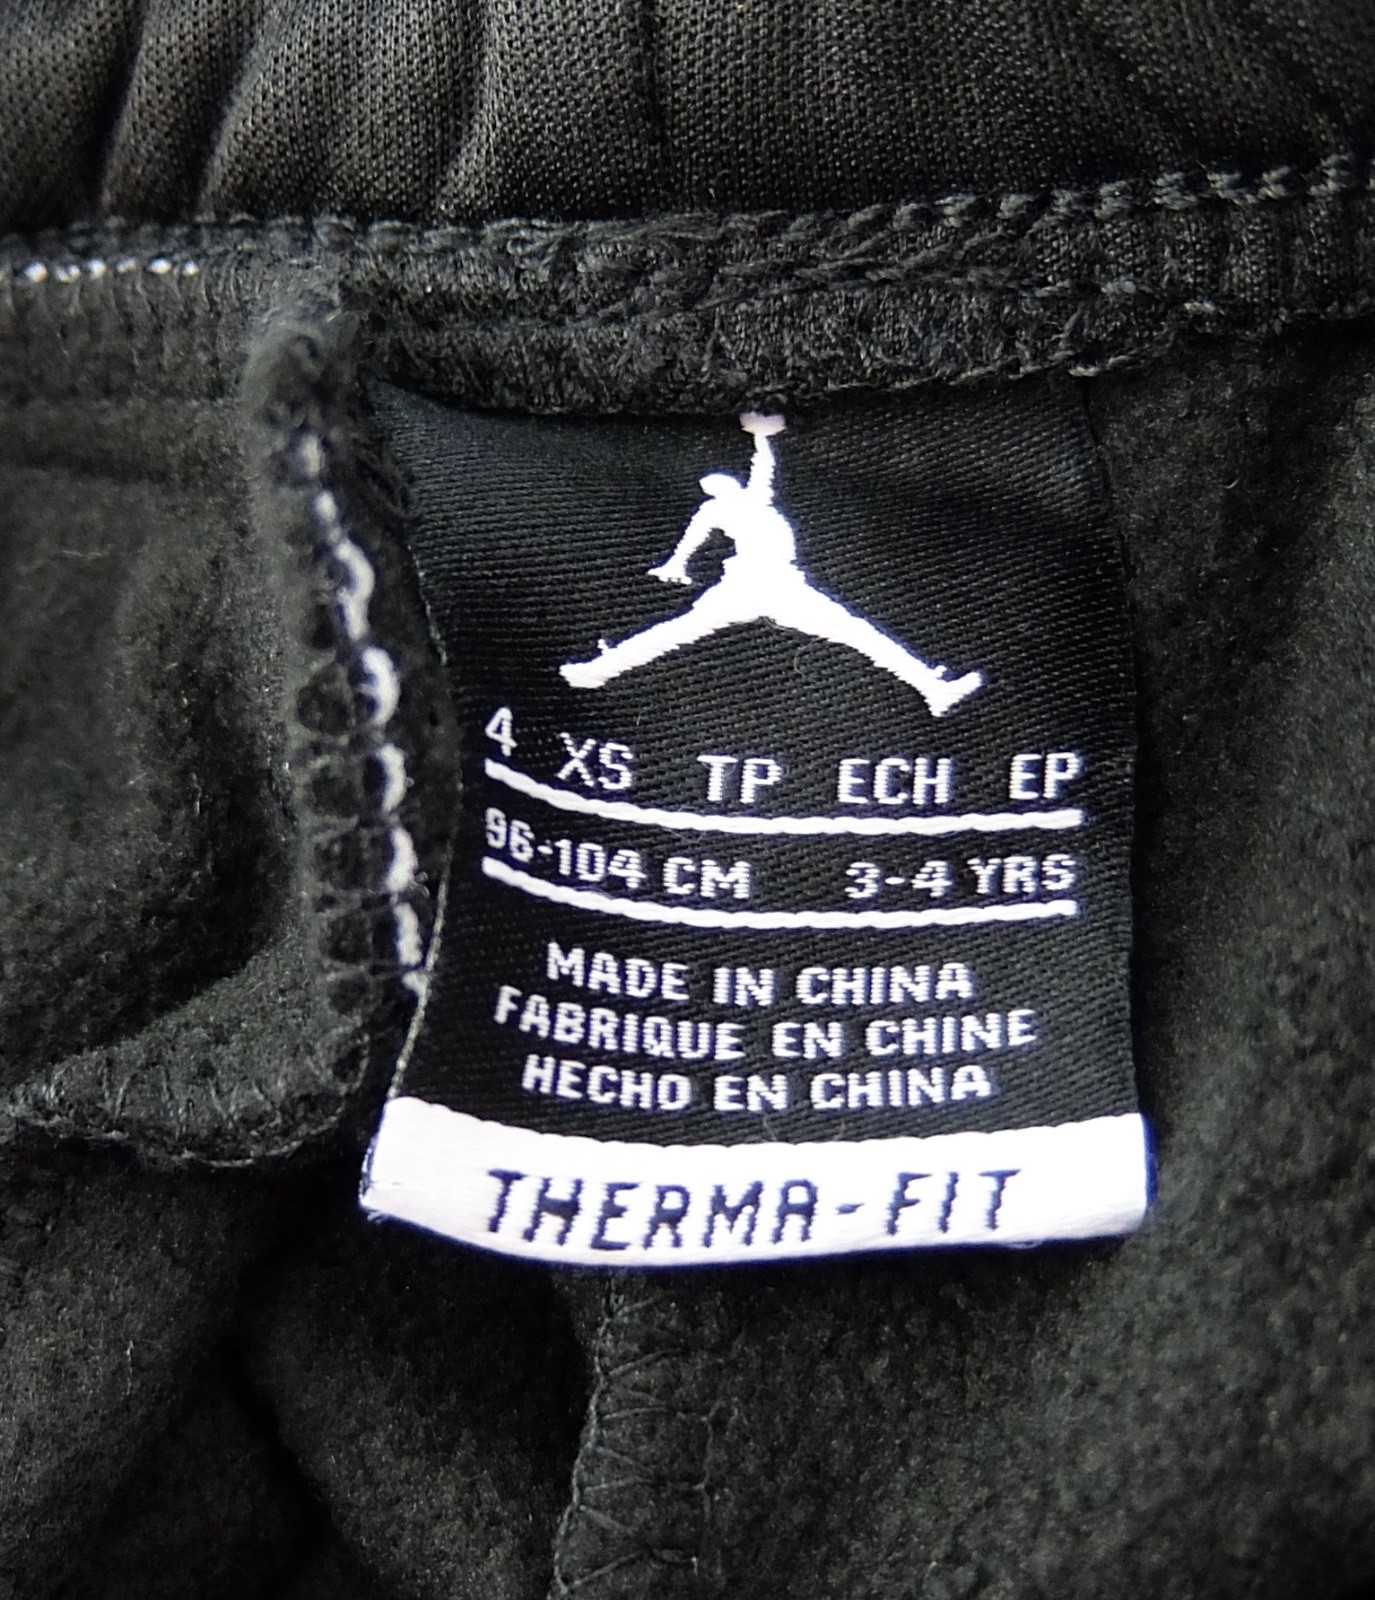 4 XS TP ECH EP
96-104 CM 3-4 YRS
MADE IN CHINA
FABRIQUE EN CHINE
HECHO EN CHINA
THERMA-FIT